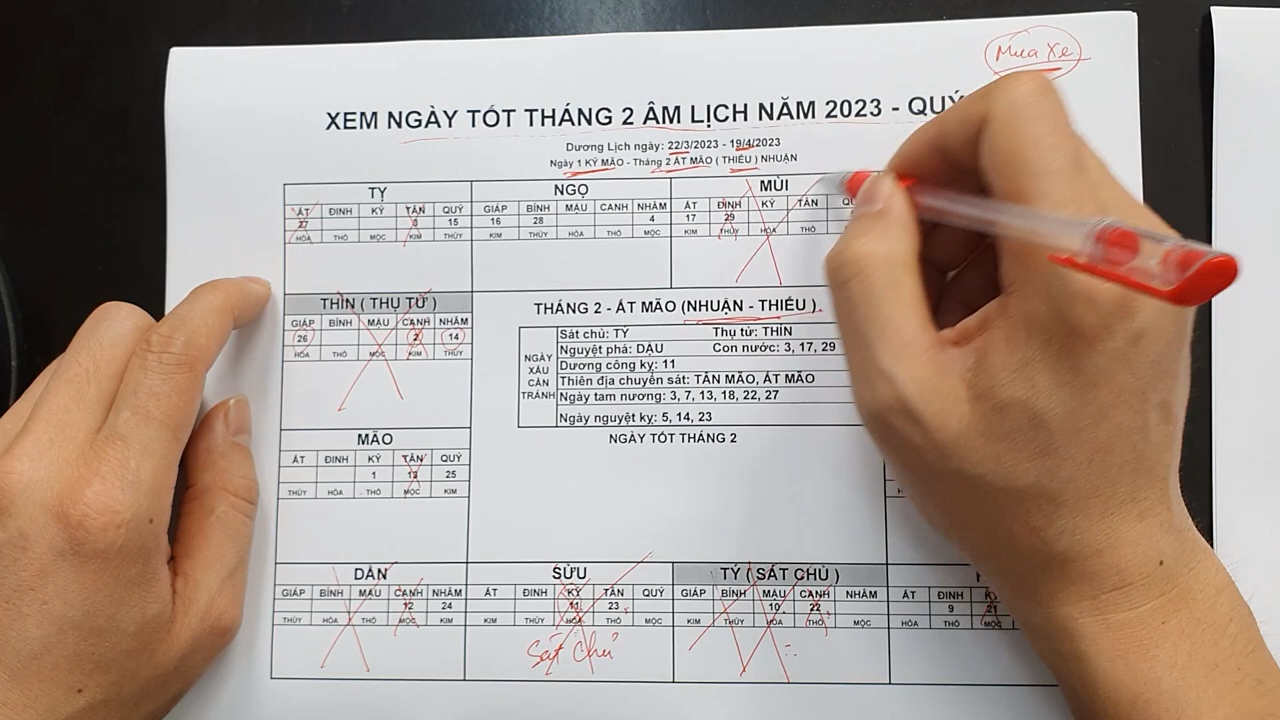 Mua Xe
XEM NGÀY TỐT THÁNG 2 ÂM LỊCH NĂM 2023 - QUÝ
Dương Lịch ngày: 22/3/2023 - 19/4/2023
Ngày 1 KỶ MÃO - Tháng 2 ẤT MÃO ( THIẾU ) NHUẬN
TỴ NGỌ MÙI
ẤT ĐINH KỶ TÂN QUÝ GIÁP BÍNH MẬU CANH NHÂM ẤT ĐINH KỶ TÂN
27 3 15 16 28 4 17 29
HỎA THỔ MỘC KIM THỦY KIM THỦY HỎA THỔ MỘC KIM THỦY HỎA THỔ
THÌN ( THỤ TỬ )
GIÁP BÍNH MẬU CANH NHÂM
26 2 14
HỎA THỔ MỘC KIM THỦY
THÁNG 2 - ẤT MÃO (NHUẬN - THIẾU )
NGÀY XẤU CẦN TRÁNH
Sát chủ: TÝ Thụ tử: THÌN
Nguyệt phá: DẬU Con nước: 3, 17, 29
Dương công kỵ: 11
Thiên địa chuyển sát: TÂN MÃO, ẤT MÃO
Ngày tam nương: 3, 7, 13, 18, 22, 27
Ngày nguyệt kỵ: 5, 14, 23
NGÀY TỐT THÁNG 2
MÃO
ẤT ĐINH KỶ TÂN QUÝ
1 13 25
THỦY HỎA THỔ MỘC KIM
DẦN SỬU TÝ ( SÁT CHỦ )
GIÁP BÍNH MẬU CANH NHÂM ẤT ĐINH KỶ TÂN QUÝ GIÁP BÍNH MẬU CANH NHÂM ẤT ĐINH KỶ
12 24 11 23 10 22 9 21
THỦY HỎA THỔ MỘC KIM KIM THỦY HỎA THỔ MỘC KIM THỦY HỎA THỔ MỘC HỎA THỔ MỘC
Sát Chủ